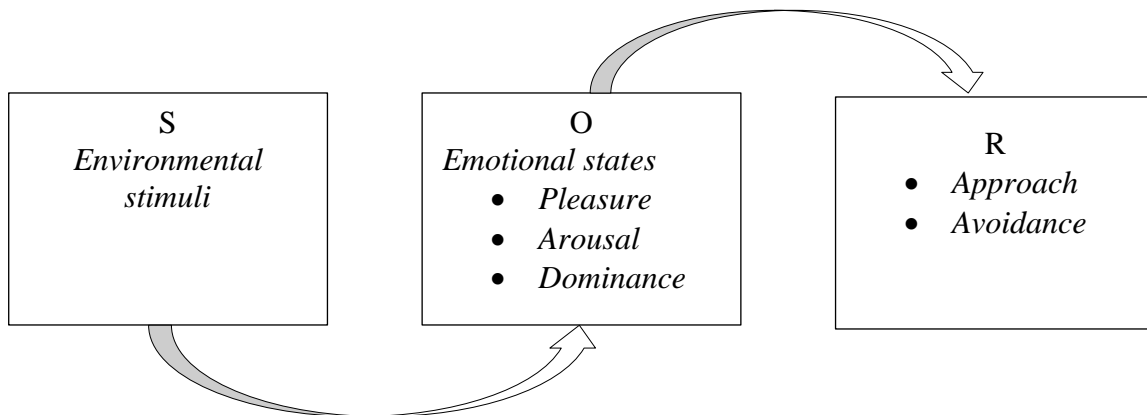 S
Environmental
stimuli
O
Emotional states
• Pleasure
• Arousal
• Dominance
R
• Approach
• Avoidance